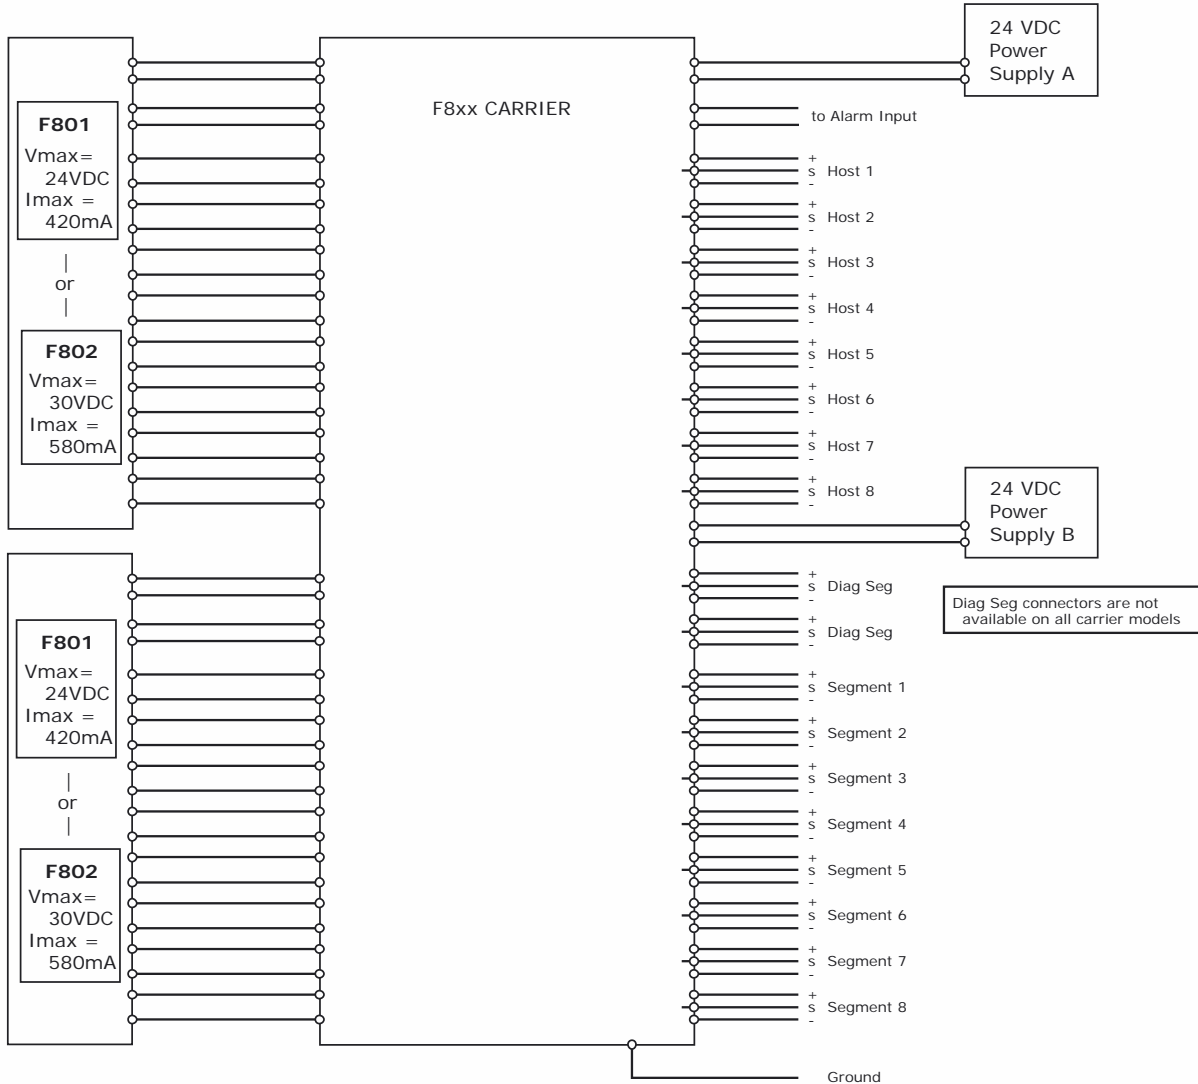 24 VDC
Power
Supply A
F8xx CARRIER
F801
Vmax=
24VDC
Imax =
420mA
|
or
|
F802
Vmax=
30VDC
Imax =
580mA
to Alarm Input
+
s Host 1
-
+
s Host 2
-
+
s Host 3
-
+
s Host 4
-
+
s Host 5
-
+
s Host 6
-
+
s Host 7
-
+
s Host 8
-
24 VDC
Power
Supply B
F801
Vmax=
24VDC
Imax =
420mA
|
or
|
F802
Vmax=
30VDC
Imax =
580mA
+
s Diag Seg
-
+
s Diag Seg
-
Diag Seg connectors are not
available on all carrier models
+
s Segment 1
-
+
s Segment 2
-
+
s Segment 3
-
+
s Segment 4
-
+
s Segment 5
-
+
s Segment 6
-
+
s Segment 7
-
+
s Segment 8
-
Ground